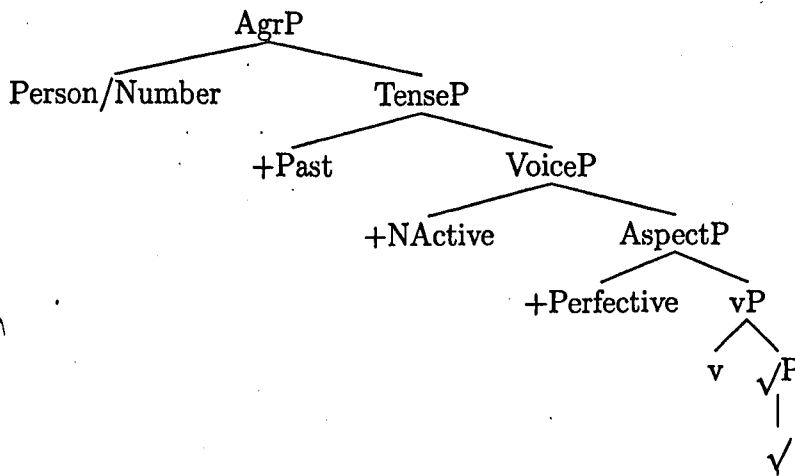 AgrP
Person/Number TenseP
+Past VoiceP
+NActive AspectP
+Perfective vP
v √P
√